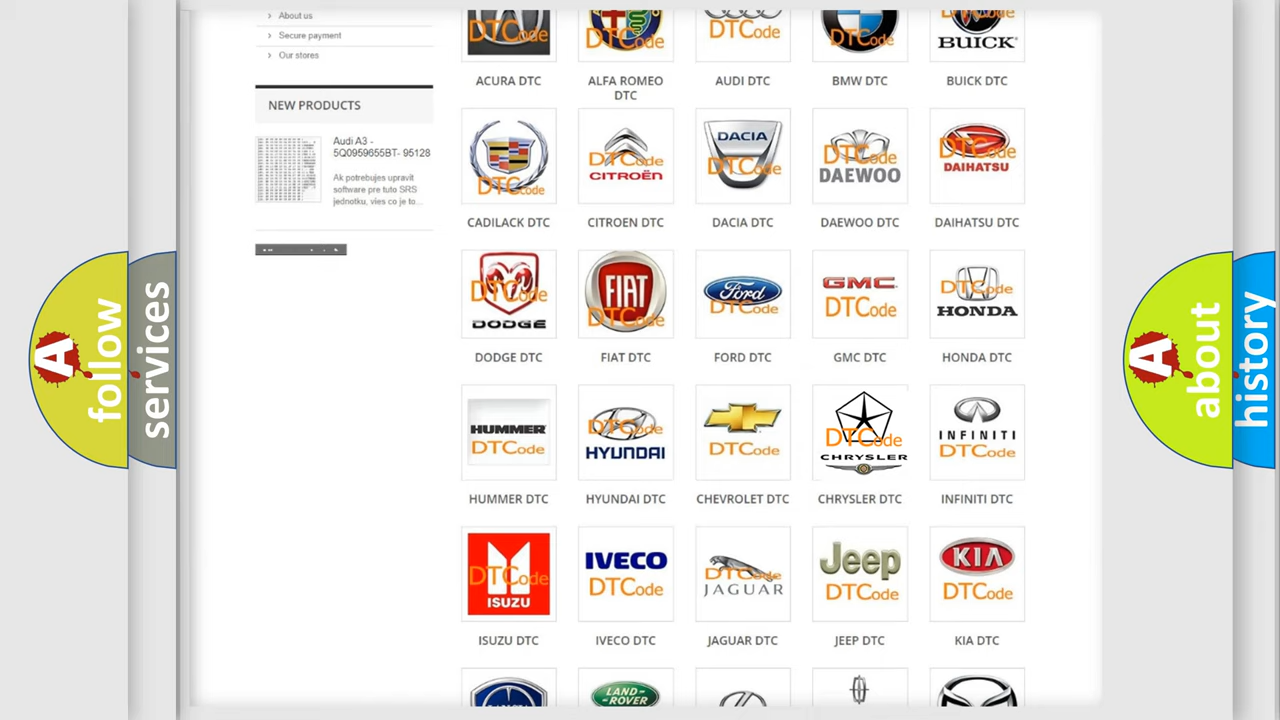 About us
Secure payment
Our stores
NEW PRODUCTS
Audi A3 -
5Q0959655BT- 95128
Ak potrebujes upravit
software pre tuto SRS
jednotku, vies co je to...
A
follow
services
A
about
history
DTCode
DTCode
DTCode
DTCode
BUICK
ACURA DTC
ALFA ROMEO
DTC
AUDI DTC
BMW DTC
BUICK DTC
DTCode
DTCode
CITROËN
DACIA
DTCode
DTCode
DAEWOO
DTCode
DAIHATSU
CADILACK DTC
CITROEN DTC
DACIA DTC
DAEWOO DTC
DAIHATSU DTC
DTCode
DODGE
FIAT
DTCode
Ford
DTCode
GMC
DTCode
DTCode
HONDA
DODGE DTC
FIAT DTC
FORD DTC
GMC DTC
HONDA DTC
HUMMER
DTCode
DTCode
HYUNDAI
DTCode
DTCode
CHRYSLER
INFINITI
DTCode
HUMMER DTC
HYUNDAI DTC
CHEVROLET DTC
CHRYSLER DTC
INFINITI DTC
DTCode
ISUZU
IVECO
DTCode
DTCode
JAGUAR
Jeep
DTCode
KIA
DTCode
ISUZU DTC
IVECO DTC
JAGUAR DTC
JEEP DTC
KIA DTC
LAND-
ROVER